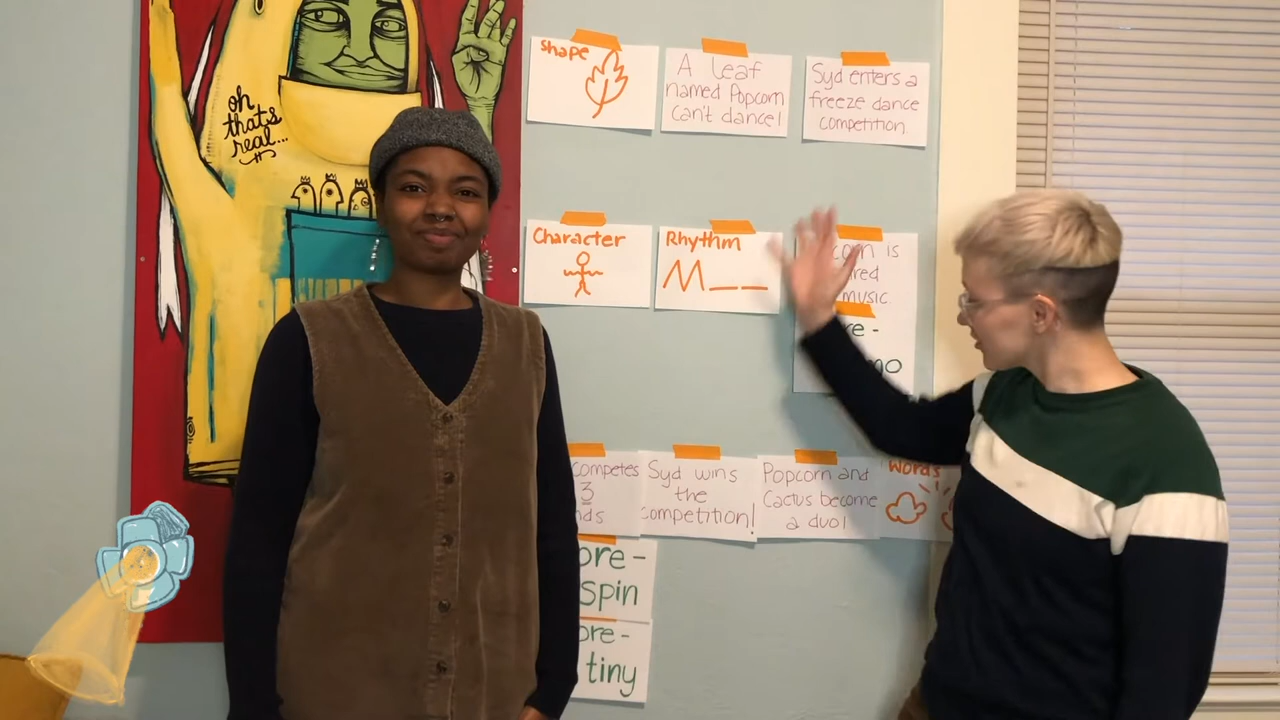 oh
that's
real...
shape
A leaf
named Popcorn
can't dance!
Syd enters a
freeze dance
competition.
Character
Rhythm
is
music.
competes
3
Syd wins
the
competition!
Popcorn and
Cactus become
a duo!
Words
spin
tiny